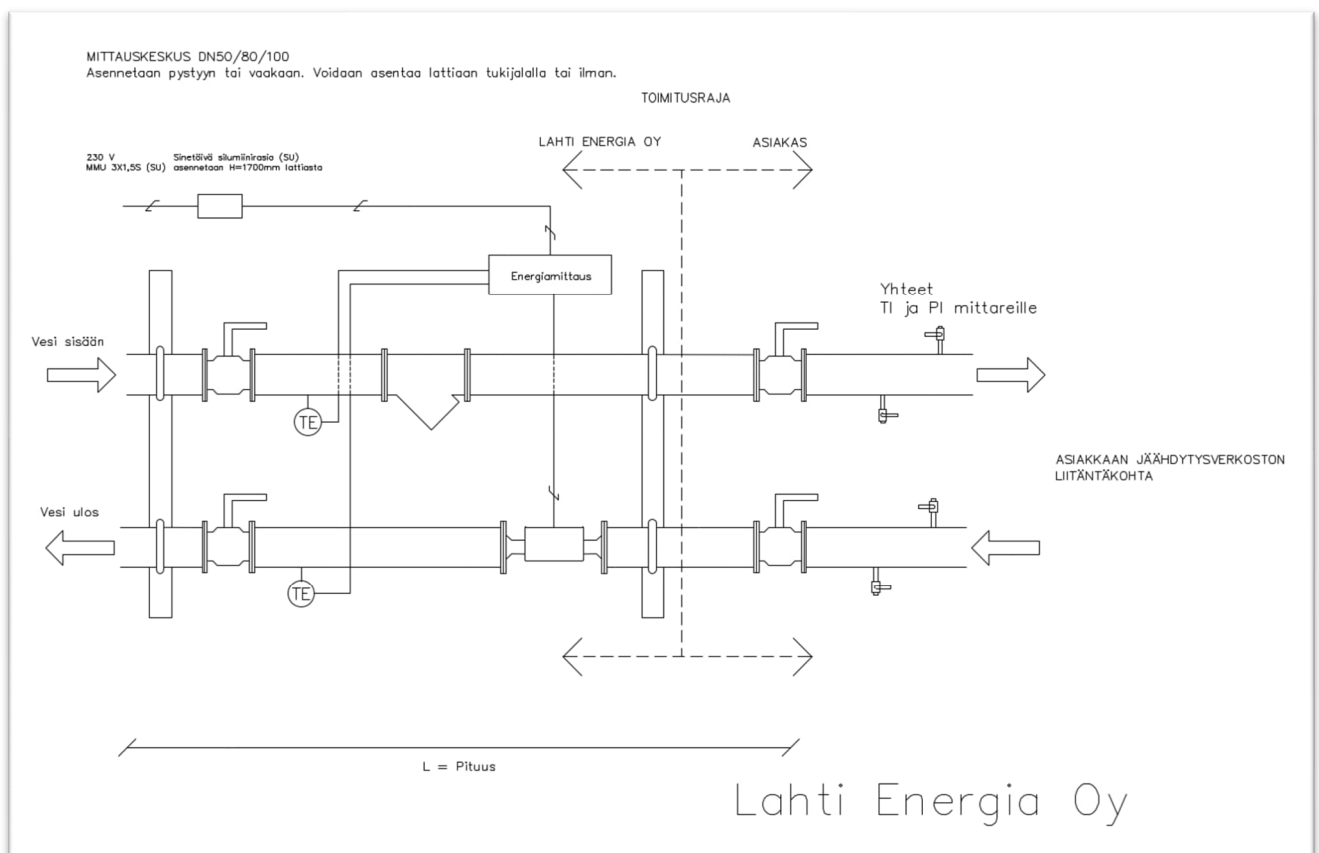 MITTAUSKESKUS DN50/80/100
Asennetaan pystyyn tai vaakaan. Voidaan asentaa lattiaan tukijalalla tai ilman.
TOIMITUSRAJA
LAHTI ENERGIA OY
ASIAKAS
230 V
MMU 3X1,5S (SU)
Sinetöivä silumiinirasia (SU)
asennetaan H=1700mm lattiasta
Energiamittaus
Yhteet
TI ja PI mittareille
Vesi sisään
TE
ASIAKKAAN JÄÄHDYTYSVERKOSTON
LIITÄNTÄKOHTA
Vesi ulos
TE
L = Pituus
Lahti Energia Oy